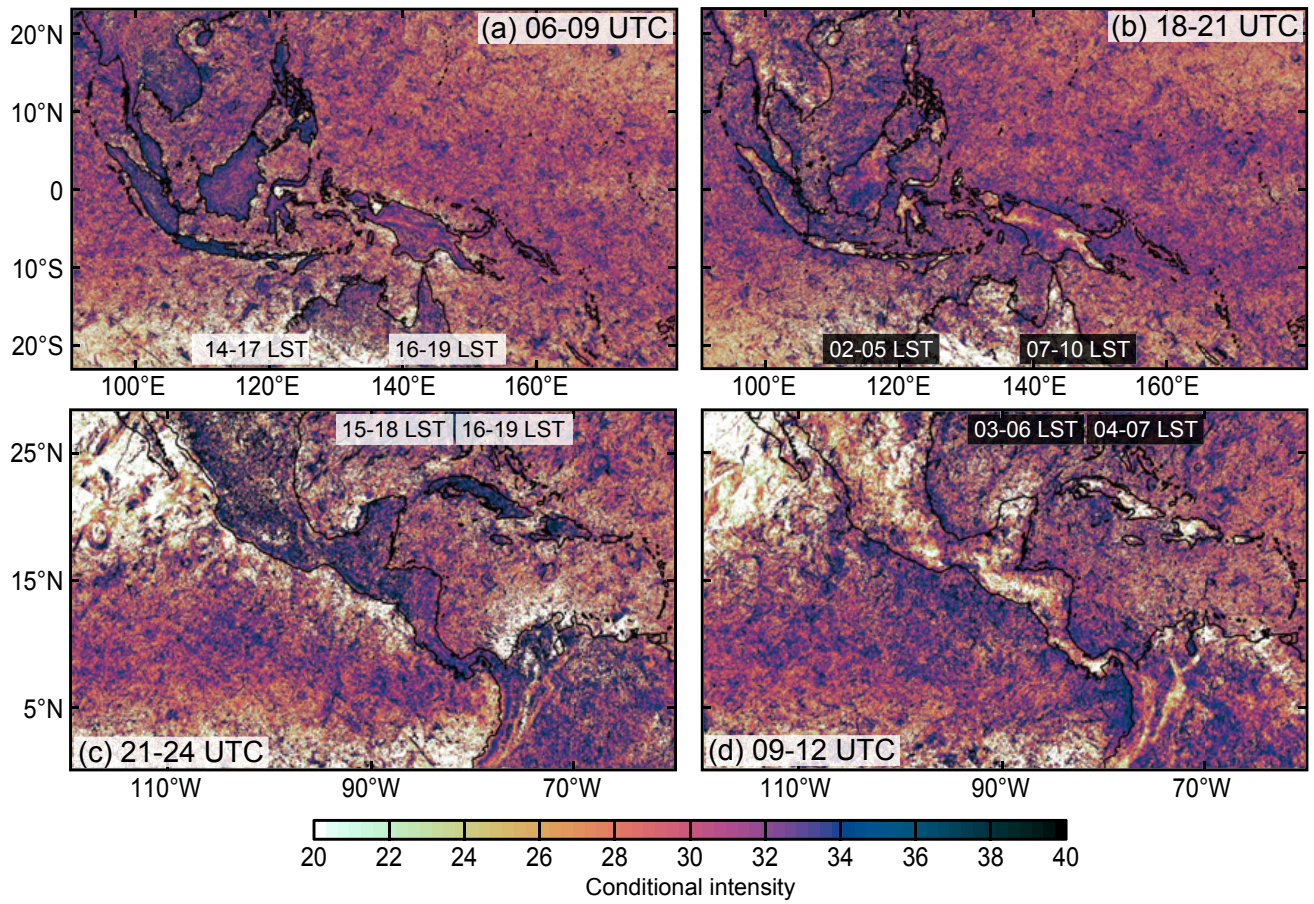 20°N
10°N
0
10°S
20°S
(a) 06-09 UTC
14-17 LST
16-19 LST
(b) 18-21 UTC
02-05 LST
07-10 LST
100°E
120°E
140°E
160°E
100°E
120°E
140°E
160°E
25°N
15°N
5°N
15-18 LST
16-19 LST
(c) 21-24 UTC
03-06 LST
04-07 LST
(d) 09-12 UTC
110°W
90°W
70°W
110°W
90°W
70°W
20
22
24
26
28
30
32
34
36
38
40
Conditional intensity